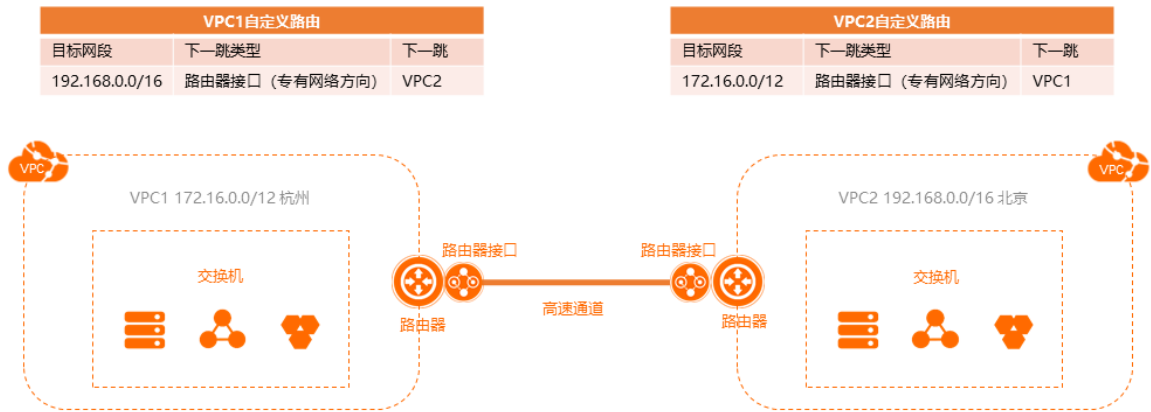 VPC1自定义路由
目标网段 下一跳类型 下一跳
192.168.0.0/16 路由器接口（专有网络方向） VPC2
VPC2自定义路由
目标网段 下一跳类型 下一跳
172.16.0.0/12 路由器接口（专有网络方向） VPC1
VPC
VPC1 172.16.0.0/12 杭州
交换机
路由器接口
路由器
高速通道
VPC
VPC2 192.168.0.0/16 北京
路由器接口
路由器
交换机